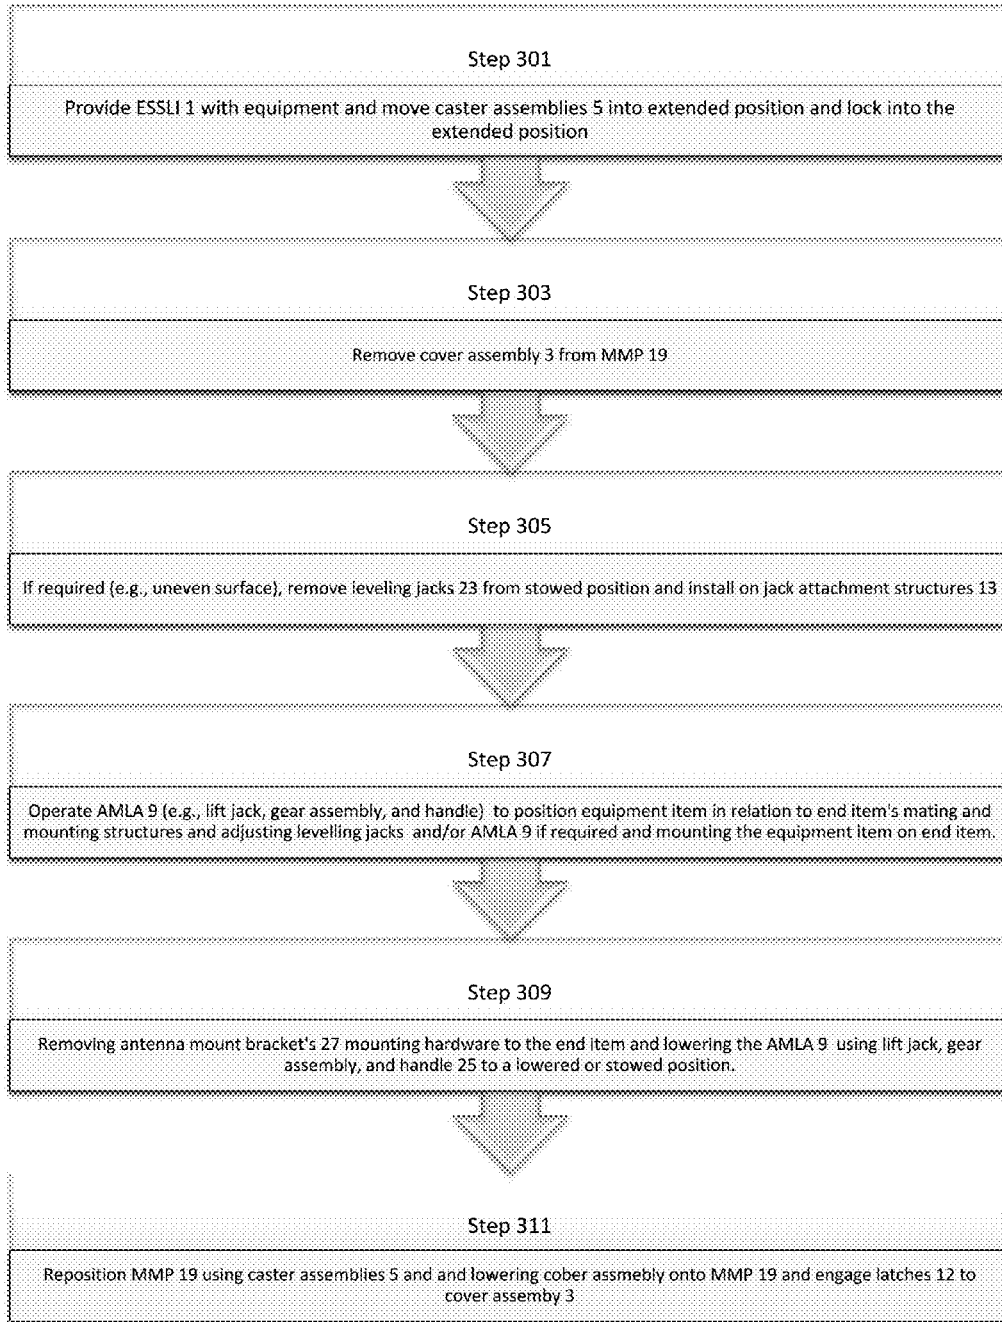 Step 301
Provide ESSLI 1 with equipment and move caster assemblies 5 into extended position and lock into the
extended position
Step 303
Remove cover assembly 3 from MMP 19
Step 305
If required (e.g., uneven surface), remove leveling jacks 23 from stowed position and install on jack attachment structures 13
Step 307
Operate AMLA 9 (e.g., lift jack, gear assembly, and handle) to position equipment item in relation to end item's mating and
mounting structures and adjusting levelling jacks and/or AMLA 9 if required and mounting the equipment item on end item.
Step 309
Removing antenna mount bracket's 27 mounting hardware to the end item and lowering the AMLA 9 using lift jack, gear
assembly, and handle 25 to a lowered or stowed position.
Step 311
Reposition MMP 19 using caster assemblies 5 and and lowering cober assmebly onto MMP 19 and engage latches 12 to
cover assemby 3